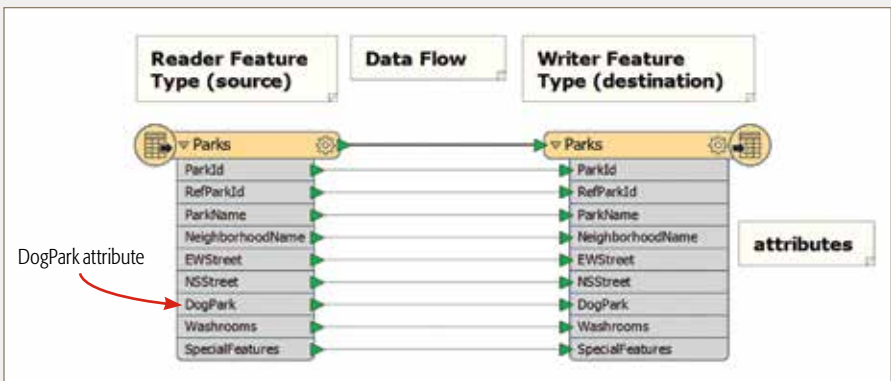 Reader Feature
Type (source)
Data Flow
Writer Feature
Type (destination)
Parks
ParkId
RefParkId
ParkName
NeighborhoodName
EWStreet
NSStreet
DogPark
Washrooms
SpecialFeatures
Parks
ParkId
RefParkId
ParkName
NeighborhoodName
EWStreet
NSStreet
DogPark
Washrooms
SpecialFeatures
attributes
DogPark attribute